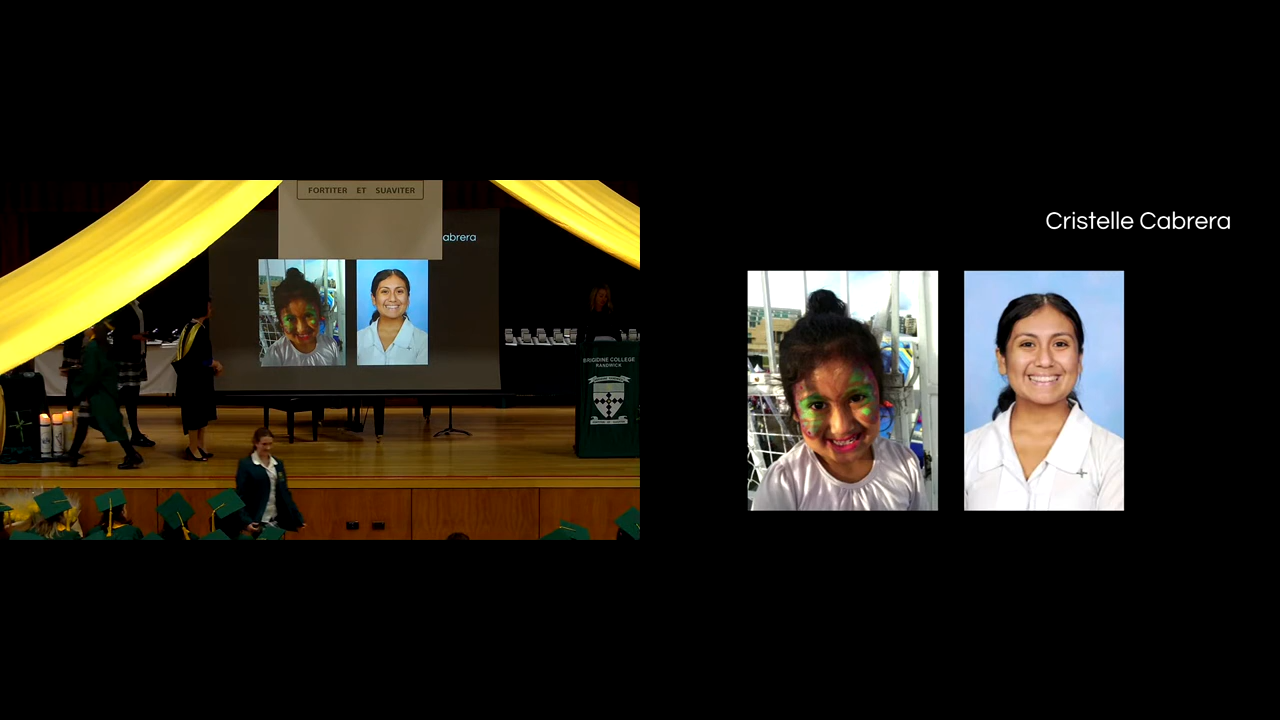 FORTITER ET SUAVITER
abrera
BRIGIDINE COLLEGE
RANDWICK
Cristelle Cabrera